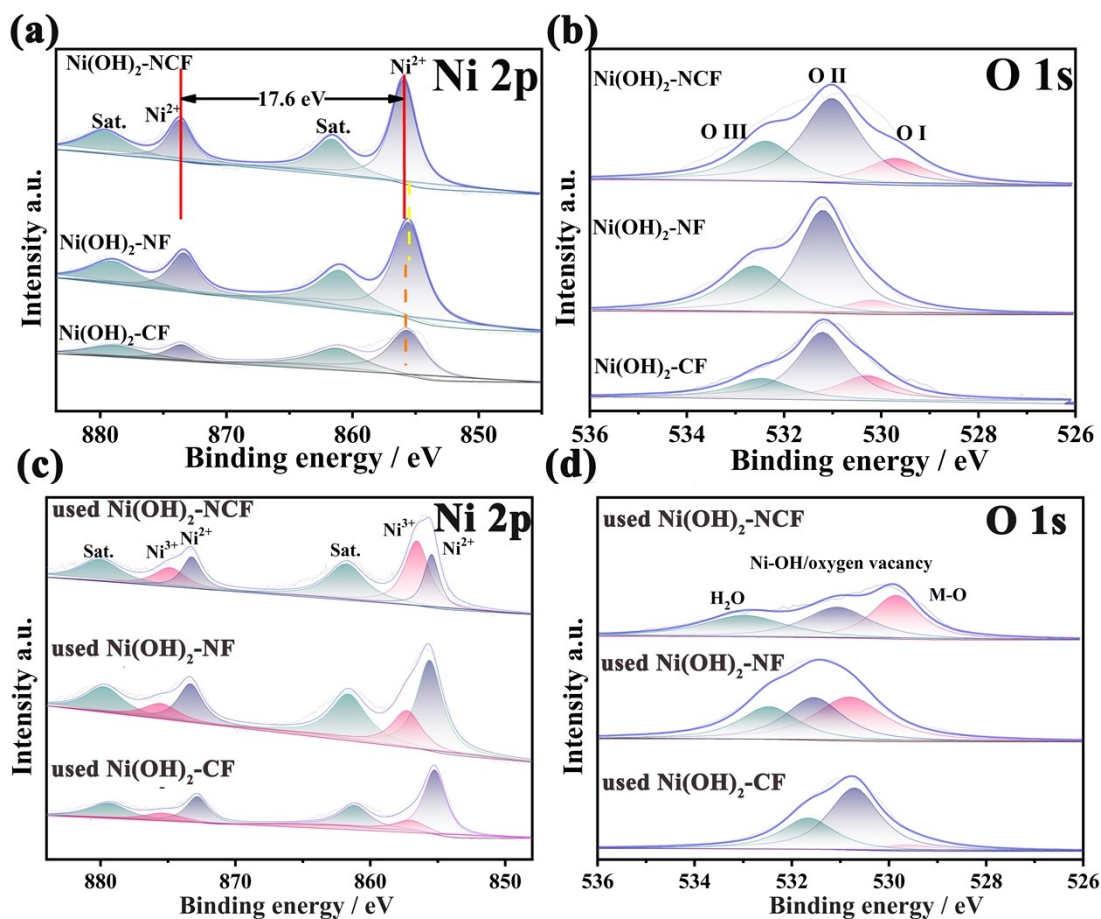 (a)
Ni(OH)₂-NCF
Ni 2p
Ni²⁺
17.6 eV
Ni²⁺
Sat.
Sat.
Ni(OH)₂-NF
Ni(OH)₂-CF
Intensity a.u.
880 870 860 850
Binding energy / eV
(b)
Ni(OH)₂-NCF
O 1s
O II
O III
O I
Ni(OH)₂-NF
Ni(OH)₂-CF
Intensity a.u.
536 534 532 530 528 526
Binding energy / eV
(c)
used Ni(OH)₂-NCF
Ni 2p
Ni³⁺
Ni²⁺
Sat.
Ni³⁺
Ni²⁺
Sat.
used Ni(OH)₂-NF
used Ni(OH)₂-CF
-
Intensity a.u.
880 870 860 850
Binding energy / eV
(d)
used Ni(OH)₂-NCF
O 1s
Ni-OH/oxygen vacancy
H₂O
M-O
used Ni(OH)₂-NF
used Ni(OH)₂-CF
Intensity a.u.
536 534 532 530 528 526
Binding energy / eV